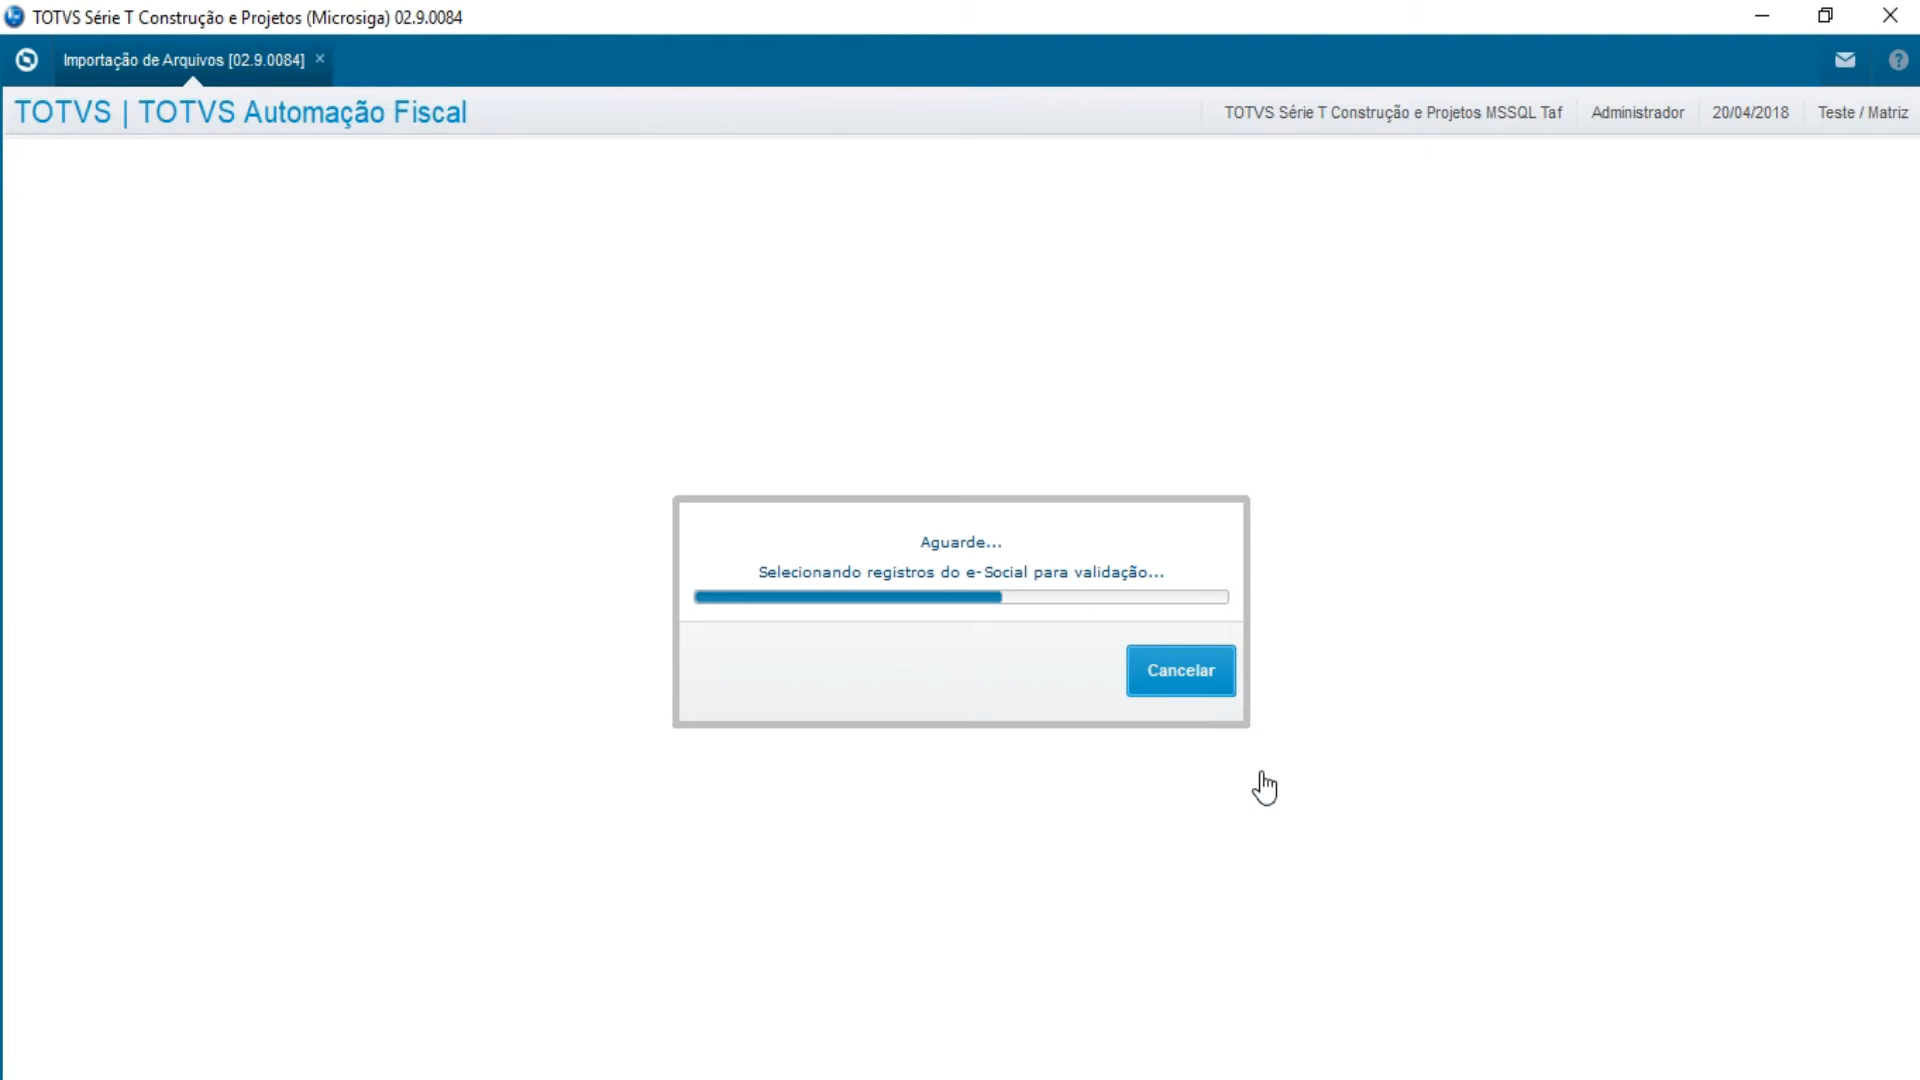 TOTVS Série T Construção e Projetos (Microsiga) 02.9.0084
Importação de Arquivos [02.9.0084] ×
TOTVS | TOTVS Automação Fiscal
TOTVS Série T Construção e Projetos MSSQL Taf
Administrador
20/04/2018
Teste / Matriz
Aguarde...
Selecionando registros do e-Social para validação...
Cancelar